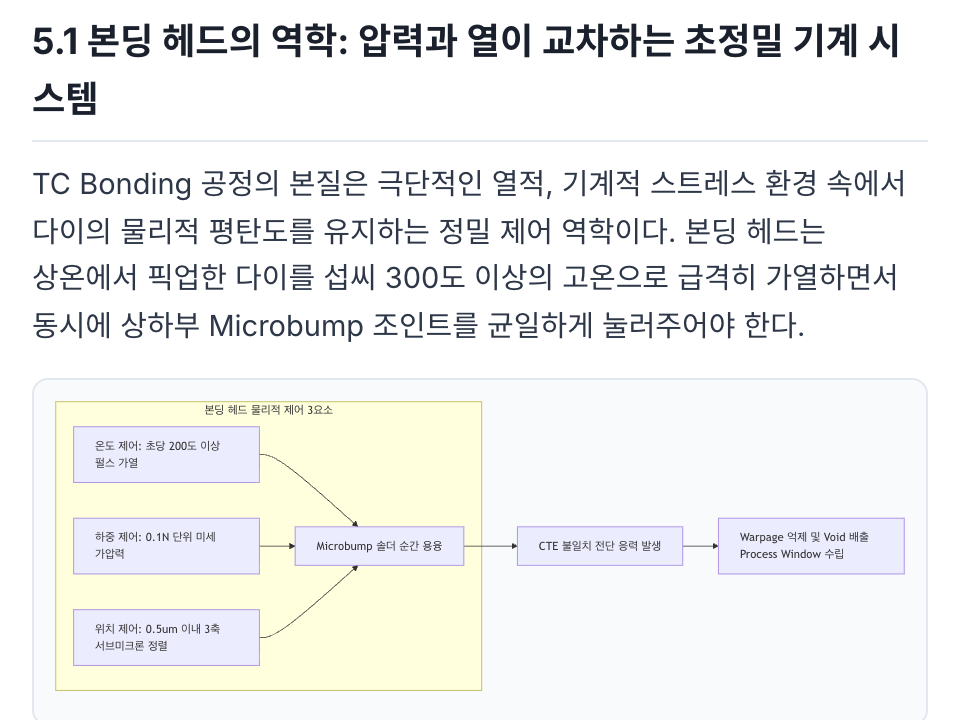 5.1 본딩 헤드의 역학: 압력과 열이 교차하는 초정밀 기계 시
스템
TC Bonding 공정의 본질은 극단적인 열적, 기계적 스트레스 환경 속에서
다이의 물리적 평탄도를 유지하는 정밀 제어 역학이다. 본딩 헤드는
상온에서 픽업한 다이를 섭씨 300도 이상의 고온으로 급격히 가열하면서
동시에 상하부 Microbump 조인트를 균일하게 눌러주어야 한다.
본딩 헤드 물리적 제어 3요소
온도 제어: 초당 200도 이상
펄스 가열
하중 제어: 0.1N 단위 미세
가압력
위치 제어: 0.5um 이내 3축
서브미크론 정렬
Microbump 솔더 순간 용융
CTE 불일치 전단 응력 발생
Warpage 억제 및 Void 배출
Process Window 수립